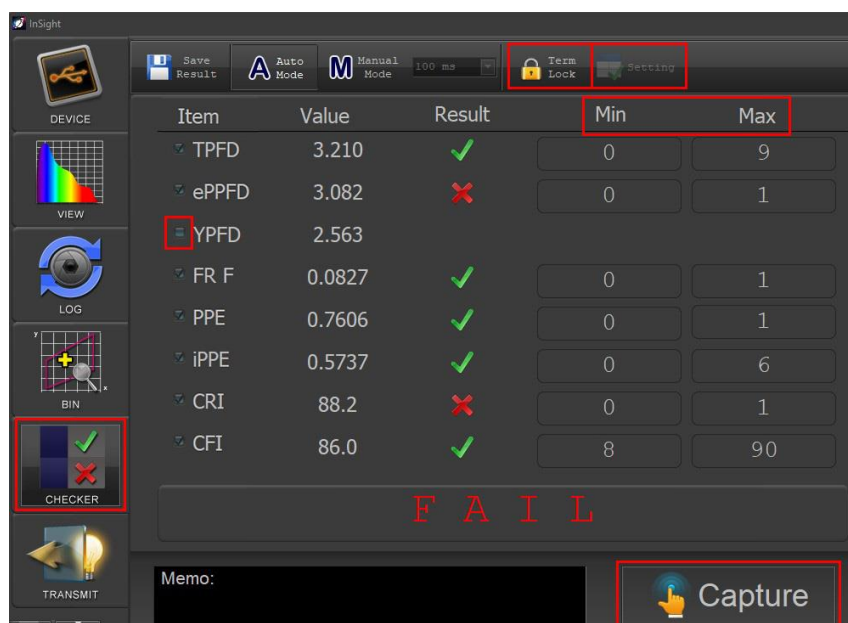 InSight
Save Result
Auto Mode
Manual Mode
100 ms
Term Lock
Setting
DEVICE
VIEW
LOG
BIN
CHECKER
TRANSMIT
Item Value Result Min Max
TPFD 3.210 0 9
ePPFD 3.082 0 1
YPFD 2.563
FR F 0.0827 0 1
PPE 0.7606 0 1
iPPE 0.5737 0 6
CRI 88.2 0 1
CFI 86.0 8 90
F A I L
Memo:
Capture